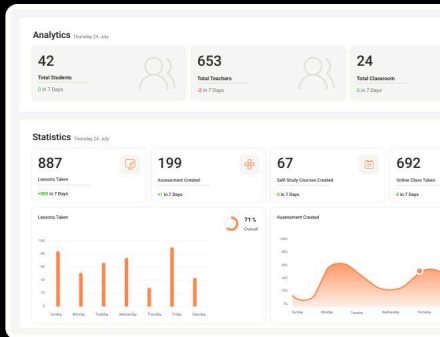 Analytics Thursday 24, July
42
Total Students
0 in 7 Days
653
Total Teachers
-2 in 7 Days
24
Total Classroom
0 in 7 Days
Statistics Thursday 24, July
887
Lessons Taken
in 7 Days
199
Assessment Created
+1 in 7 Days
67
Self-Study Courses Created
0 in 7 Days
692
Online Class Taken
in 7 Days
Lessons Taken
71 %
Overall
100
80
60
40
20
0
Sunday Monday Tuesday Wednesday Thursday Friday Saturday
Assessment Created
100%
80%
60%
40%
20%
0%
Sunday Monday Tuesday Wednesday Thursday